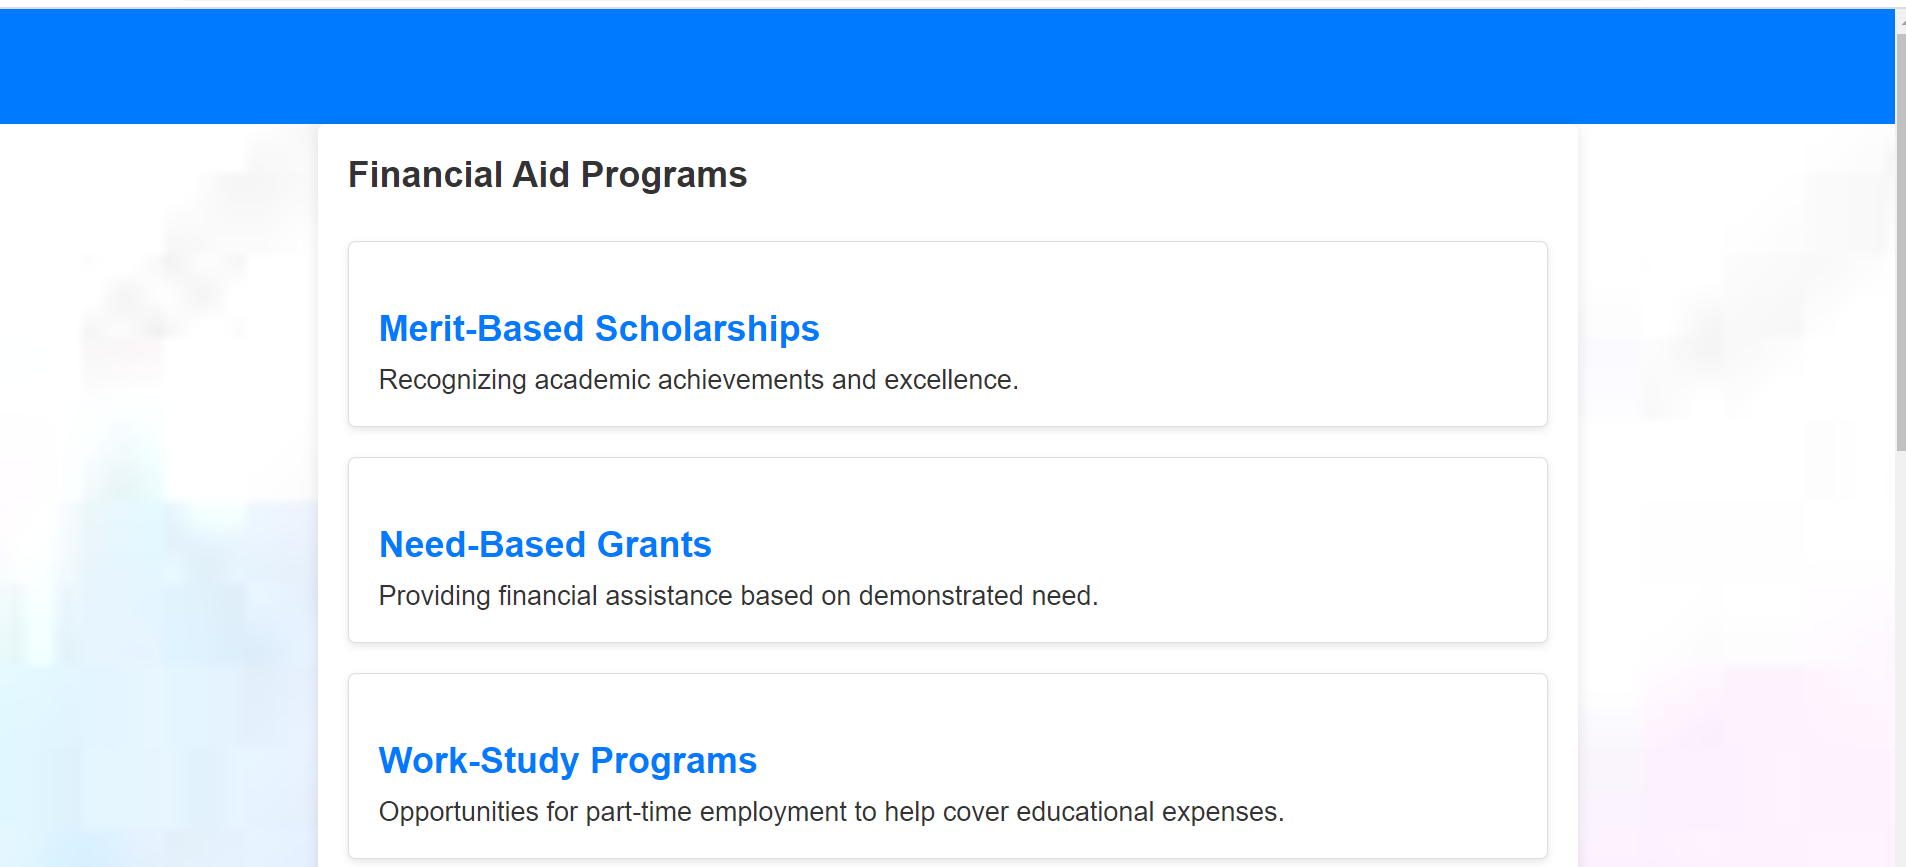 Financial Aid Programs
Merit-Based Scholarships
Recognizing academic achievements and excellence.
Need-Based Grants
Providing financial assistance based on demonstrated need.
Work-Study Programs
Opportunities for part-time employment to help cover educational expenses.